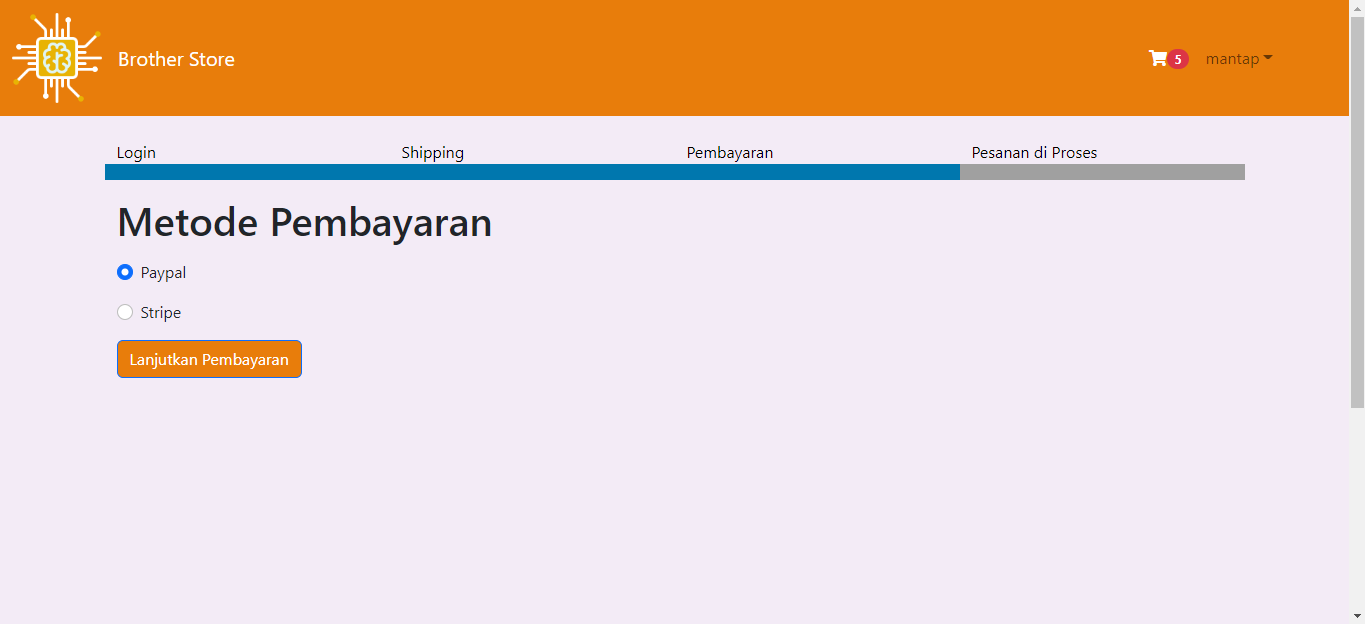 Brother Store
5
mantap
Login Shipping Pembayaran Pesanan di Proses
Metode Pembayaran
Paypal
Stripe
Lanjutkan Pembayaran